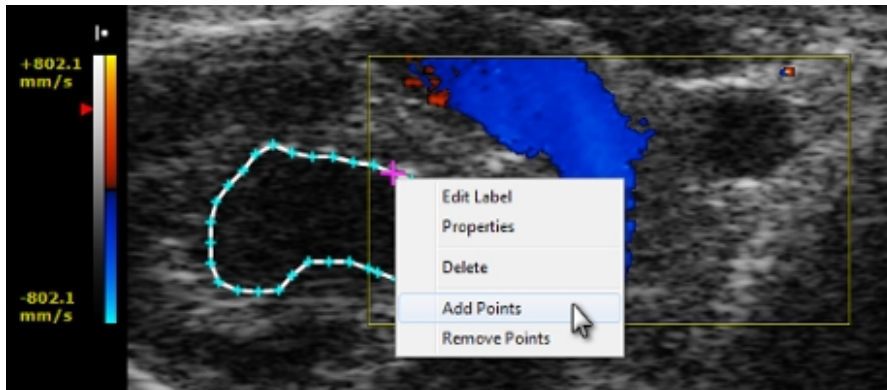 +802.1
mm/s
-802.1
mm/s
Edit Label
Properties
Delete
Add Points
Remove Points